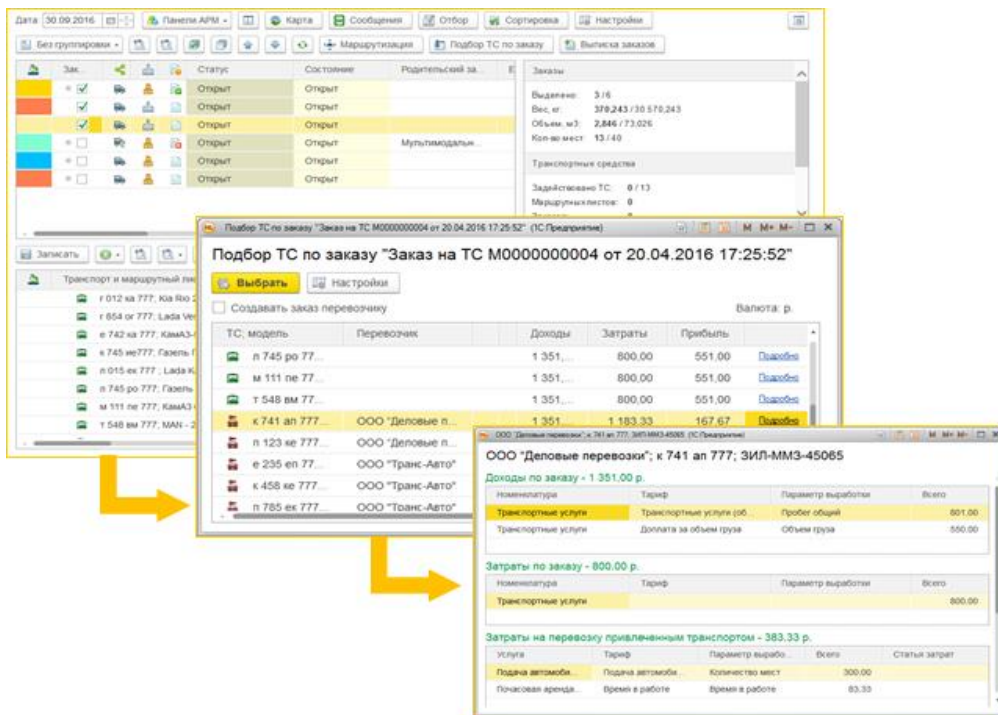 Дата 30.09.2016 Панели АРМ Карта Сообщения Отбор Сортировка Настройки
Без группировки Маршрутизация Подбор ТС по заказу Выписка заказов
Зак... Статус Состояние Родительский за...
Открыт Открыт
Открыт Открыт
Открыт Открыт
Открыт Открыт Мультимодальн...
Открыт Открыт
Открыт Открыт
Заказы
Выделено: 3 / 6
Вес, кг: 370,243 / 30 570,243
Объем, м3: 2,846 / 73,026
Кол-во мест: 13 / 40
Транспортные средства
Задействовано ТС: 0 / 13
Маршрутных листов: 0
Записать
Транспорт и маршрутный ли
г 012 ка 777; Kia Rio 2
г 654 ог 777; Lada Ve
е 742 ка 777; КамАЗ-
к 745 не777; Газель Г
л 015 ек 777 ; Lada К
л 745 ро 777; Газель
м 111 пе 777; КамАЗ
т 548 вм 777; MAN - 2
Подбор ТС по заказу "Заказ на ТС М0000000004 от 20.04.2016 17:25:52" (1С:Предприятие) M M+ M-
Подбор ТС по заказу "Заказ на ТС М0000000004 от 20.04.2016 17:25:52"
Выбрать Настройки
Создавать заказ перевозчику Валюта: р.
ТС; модель Перевозчик Доходы Затраты Прибыль
л 745 ро 77... 1 351,... 800,00 551,00 Подробно
м 111 пе 77... 1 351,... 800,00 551,00 Подробно
т 548 вм 77... 1 351,... 800,00 551,00 Подробно
к 741 ап 777... ООО "Деловые п... 1 351,... 1 183,33 167,67 Подробно
п 123 ке 777... ООО "Деловые п...
е 235 еп 777... ООО "Транс-Авто"
к 458 ке 777... ООО "Транс-Авто"
п 785 ек 777... ООО "Транс-Авто"
ООО "Деловые перевозки"; к 741 ап 777; ЗИЛ-ММЗ-45065 (1С:Предприятие) M M+ M-
ООО "Деловые перевозки"; к 741 ап 777; ЗИЛ-ММЗ-45065
Доходы по заказу - 1 351,00 р.
Номенклатура Тариф Параметр выработки Всего
Транспортные услуги Транспортные услуги (об... Пробег общий 801,00
Транспортные услуги Доплата за объем груза Объем груза 550,00
Затраты по заказу - 800.00 р.
Номенклатура Тариф Параметр выработки Всего
Транспортные услуги 800,00
Затраты на перевозку привлеченным транспортом - 383.33 р.
Услуга Тариф Параметр вырабо... Всего Статья затрат
Подача автомоби... Подача автомоби... Количество мест 300,00
Почасовая аренда... Время в работе Время в работе 83,33